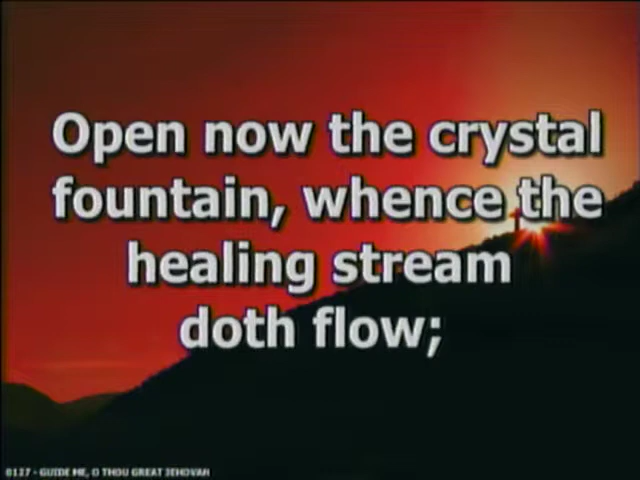 Open now the crystal
fountain, whence the
healing stream
doth flow;
0127 - GUIDE ME, O THOU GREAT JEHOVAH